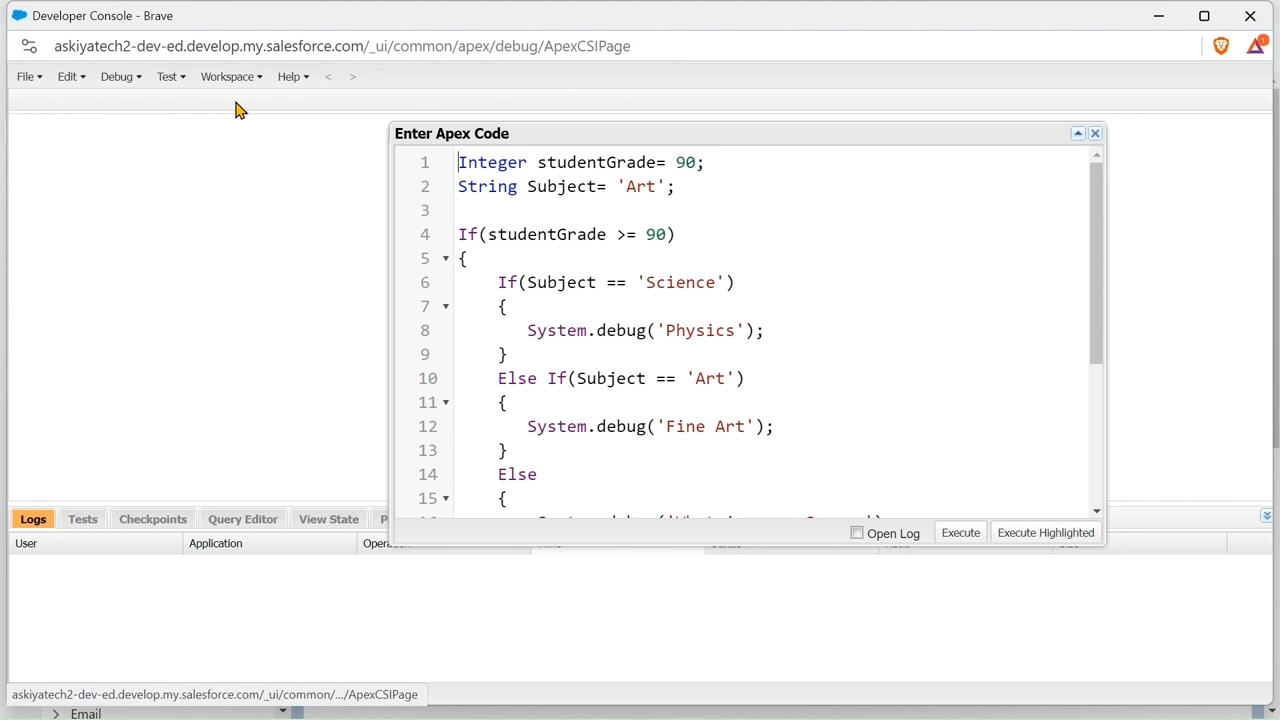 Developer Console - Brave
askiyatech2-dev-ed.develop.my.salesforce.com/_ui/common/apex/debug/ApexCSIPage
1
File Edit Debug Test Workspace Help < >
Enter Apex Code
1 Integer studentGrade= 90;
2 String Subject= 'Art';
3
4 If(studentGrade >= 90)
5 {
6 If(Subject == 'Science')
7 {
8 System.debug('Physics');
9 }
10 Else If(Subject == 'Art')
11 {
12 System.debug('Fine Art');
13 }
14 Else
15 {
Open Log Execute Execute Highlighted
Logs Tests Checkpoints Query Editor View State P
User Application
askiyatech2-dev-ed.develop.my.salesforce.com/_ui/common/.../ApexCSIPage
> Email